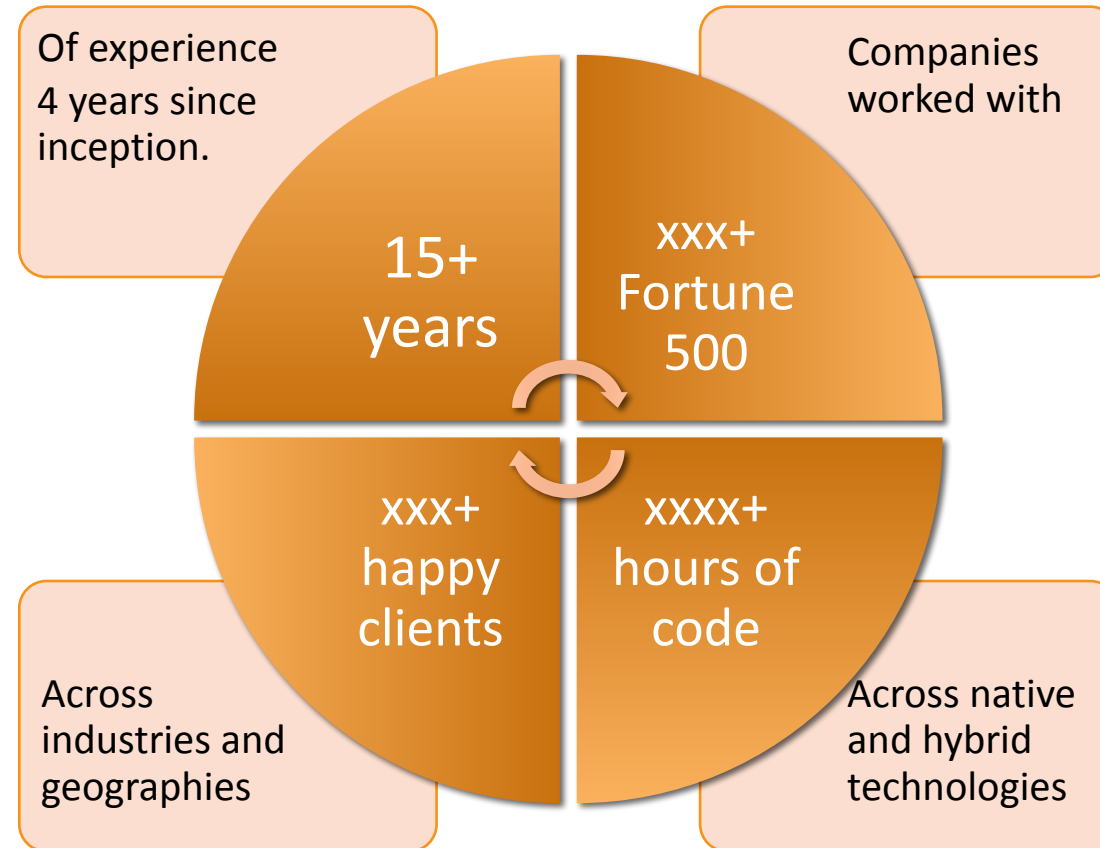 Of experience
4 years since
inception.
15+
years
Companies
worked with
xxx+
Fortune
500
xxx+
happy
clients
Across
industries and
geographies
xxxx+
hours of
code
Across native
and hybrid
technologies